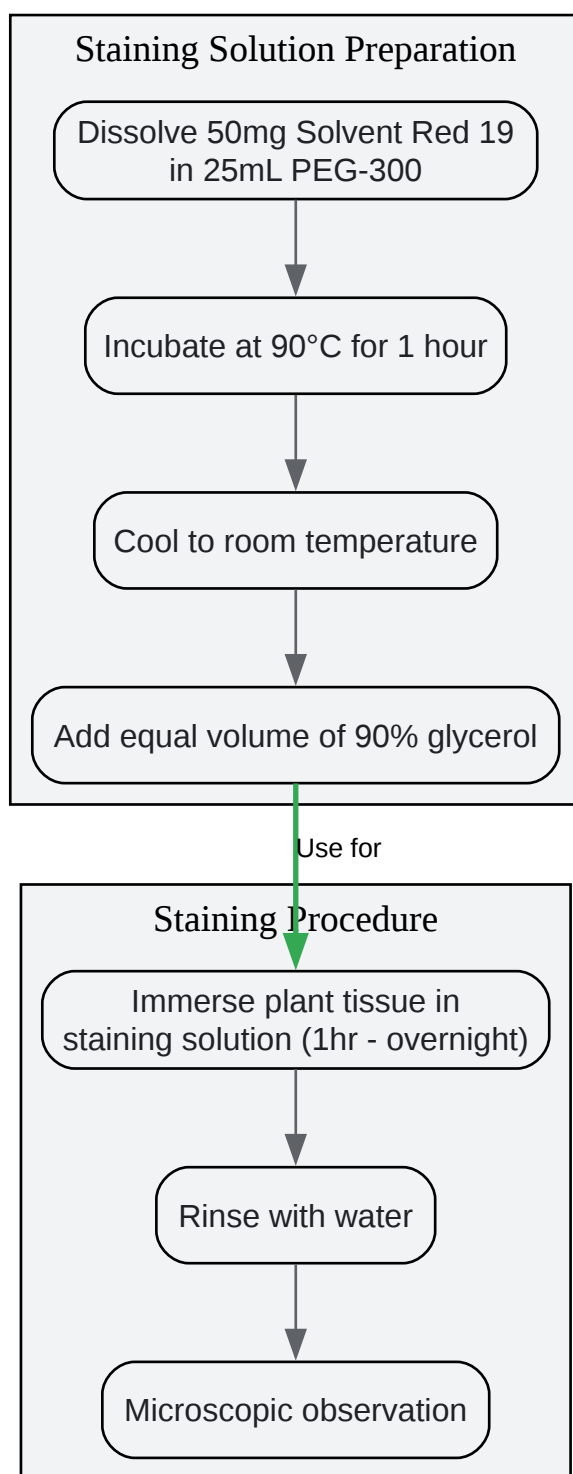 Staining Solution Preparation
Dissolve 50mg Solvent Red 19
in 25mL PEG-300
Incubate at 90°C for 1 hour
Cool to room temperature
Add equal volume of 90% glycerol
Use for
Staining Procedure
Immerse plant tissue in
staining solution (1hr - overnight)
Rinse with water
Microscopic observation